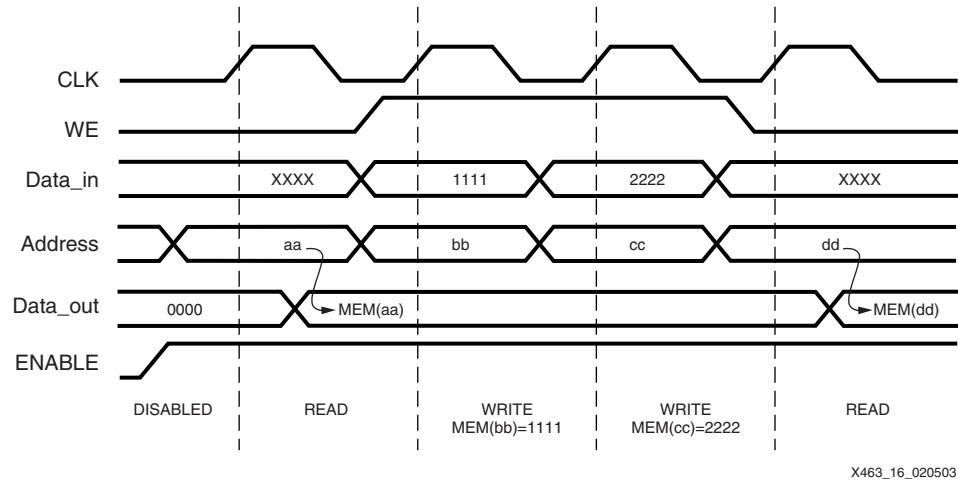 CLK
WE
Data_in XXXX 1111 2222 XXXX
Address aa bb cc dd
Data_out 0000 MEM(aa) MEM(dd)
ENABLE
DISABLED READ WRITE WRITE READ
MEM(bb)=1111 MEM(cc)=2222
X463_16_020503